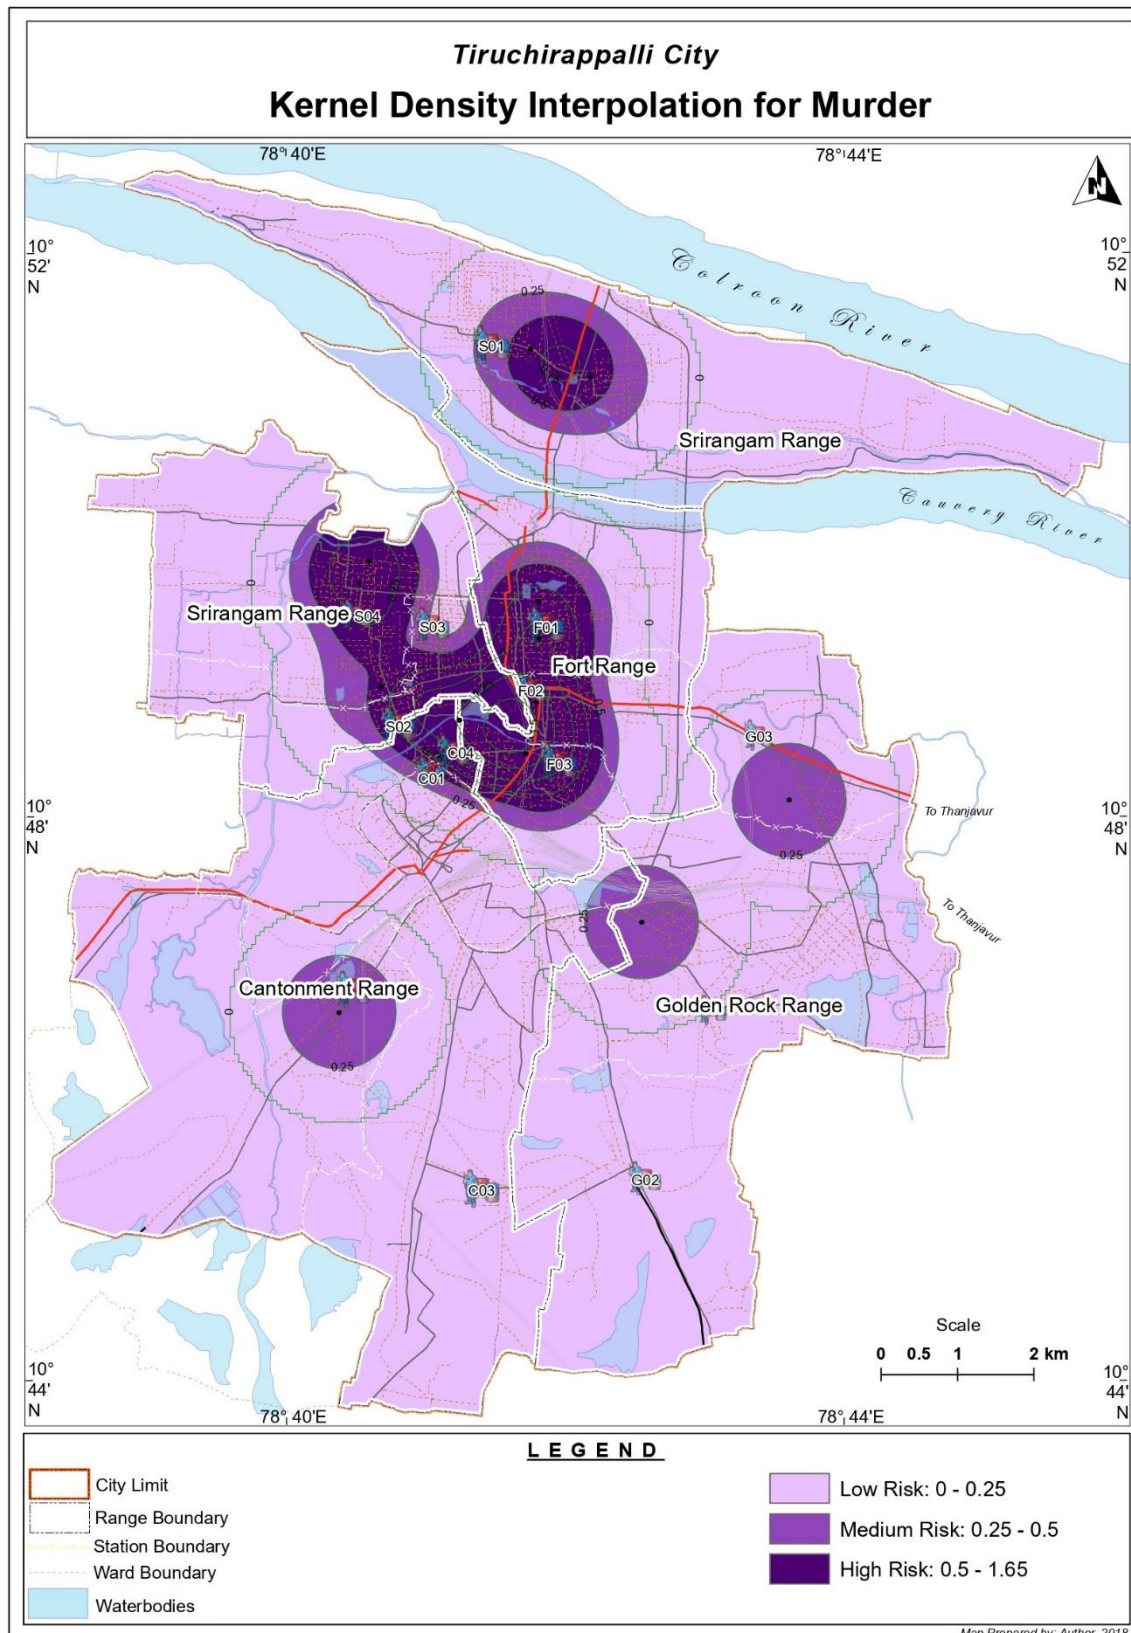 Tiruchirappalli City
Kernel Density Interpolation for Murder
78° 40'E
78° 44'E
N
10°
52'
N
10°
52
N
Colroon River
0.25
S01
0
Srirangam Range
Cauvery River
0
Srirangam Range
S04
S03
F01
0
Fort Range
F02
S02
G03
C04
F03
C01
0.25
10°
48'
N
10°
48'
N
To Thanjavur
0.25
To Thanjavur
0.25
Cantonment Range
Golden Rock Range
0
0.25
C03
G02
Scale
0 0.5 1 2 km
10°
44'
N
10°
44'
N
78° 40'E
78° 44'E
LEGEND
City Limit
Range Boundary
Station Boundary
Ward Boundary
Waterbodies
Low Risk: 0 - 0.25
Medium Risk: 0.25 - 0.5
High Risk: 0.5 - 1.65
Map Prepared by: Author, 2018